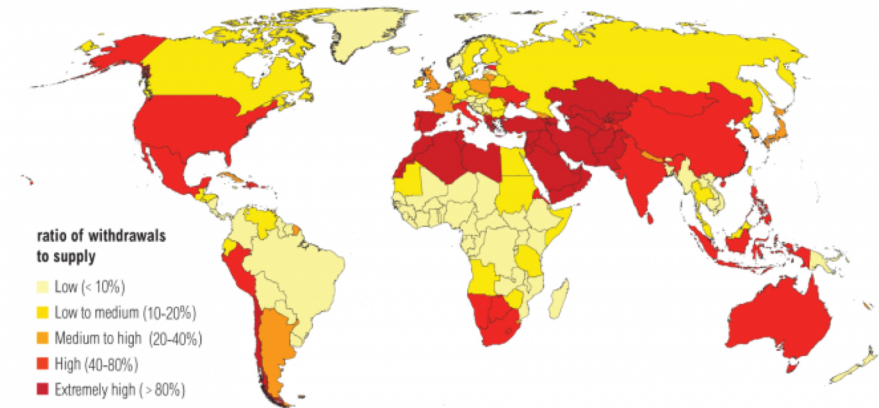 ratio of withdrawals
to supply
Low (< 10%)
Low to medium (10-20%)
Medium to high (20-40%)
High (40-80%)
Extremely high (> 80%)